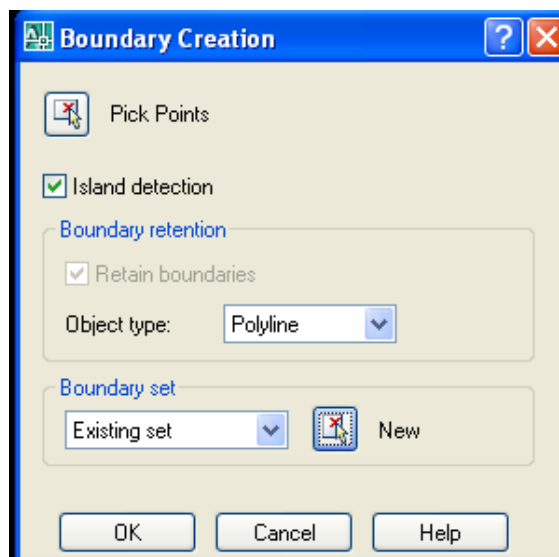 Boundary Creation
Pick Points
Island detection
Boundary retention
Retain boundaries
Object type: Polyline
Boundary set
Existing set New
OK Cancel Help